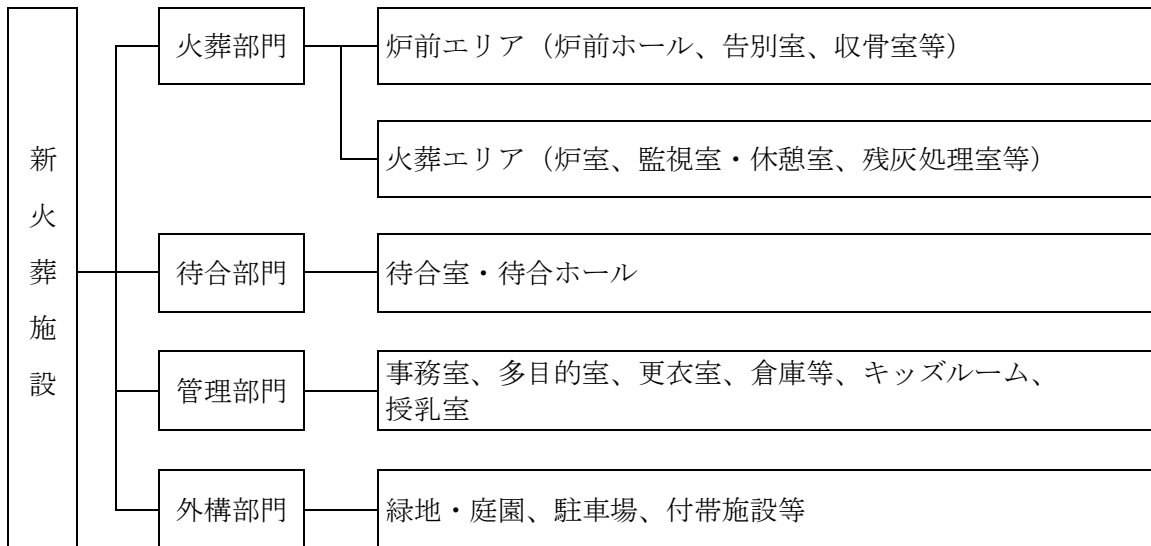 新火葬施設
火葬部門
炉前エリア（炉前ホール、告別室、収骨室等）
火葬エリア（炉室、監視室・休憩室、残灰処理室等）
待合部門
待合室・待合ホール
管理部門
事務室、多目的室、更衣室、倉庫等、キッズルーム、
授乳室
外構部門
緑地・庭園、駐車場、付帯施設等